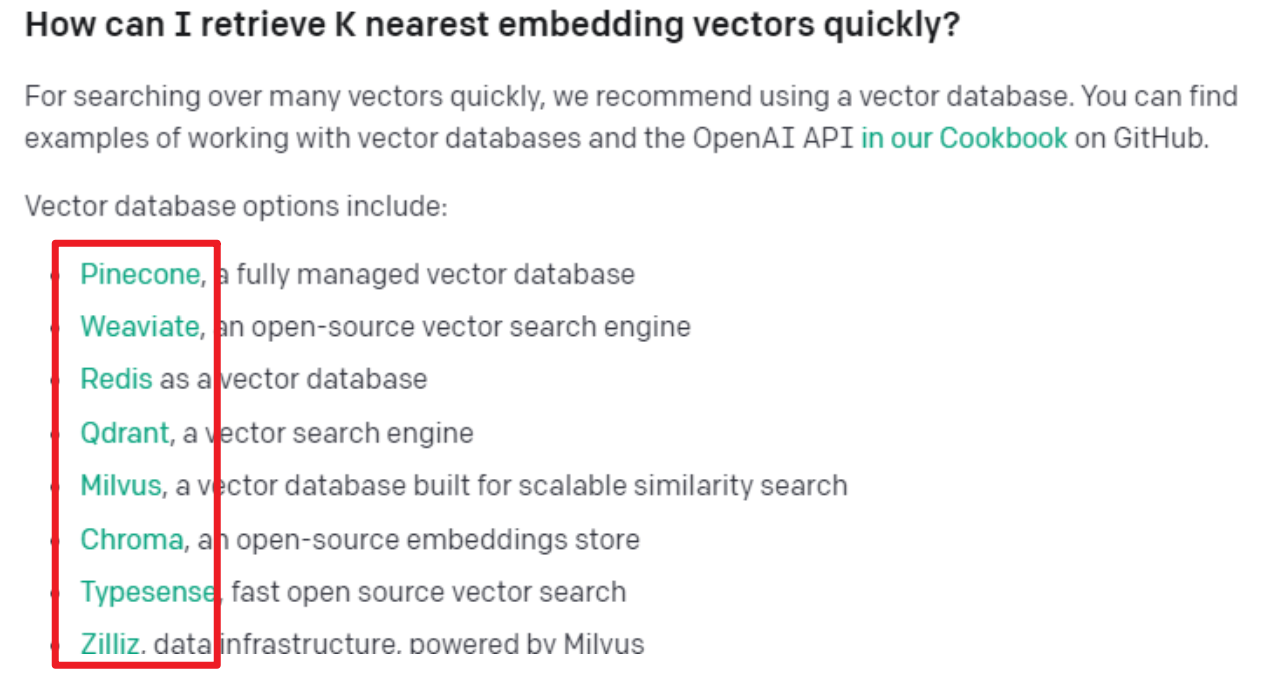 How can I retrieve K nearest embedding vectors quickly?
For searching over many vectors quickly, we recommend using a vector database. You can find
examples of working with vector databases and the OpenAI API in our Cookbook on GitHub.
Vector database options include:
Pinecone, a fully managed vector database
Weaviate, an open-source vector search engine
Redis as a vector database
Qdrant, a vector search engine
Milvus, a vector database built for scalable similarity search
Chroma, an open-source embeddings store
Typesense, fast open source vector search
Zilliz, data infrastructure, powered by Milvus